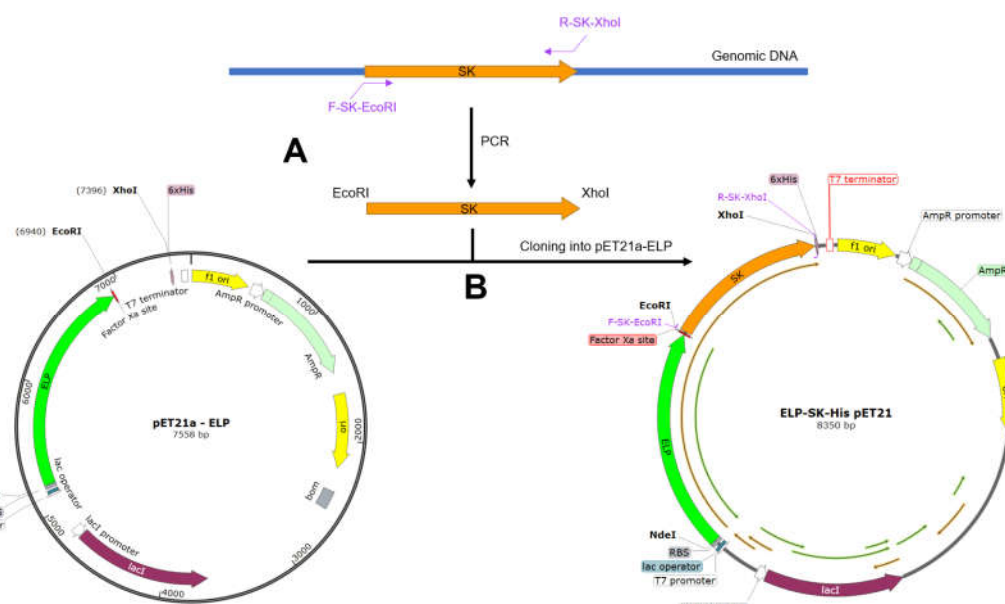 R-SK-XhoI
Genomic DNA
SK
F-SK-EcoRI
A
PCR
EcoRI
XhoI
SK
B
Cloning into pET21a-ELP
(7396) XhoI
6xHis
(6940) EcoRI
7000
T7 terminator
Factor Xa site
f1 ori
AmpR promoter
1000
AmpR
6000
ELP
pET21a - ELP
7558 bp
ori
2000
bom
lac operator
5000
lacI promoter
lacI
3000
4000
6xHis
T7 terminator
R-SK-XhoI
XhoI
AmpR promoter
f1 ori
SK
AmpR
EcoRI
F-SK-EcoRI
Factor Xa site
ELP-SK-His pET21
8350 bp
ELP
NdeI
RBS
lac operator
T7 promoter
lacI